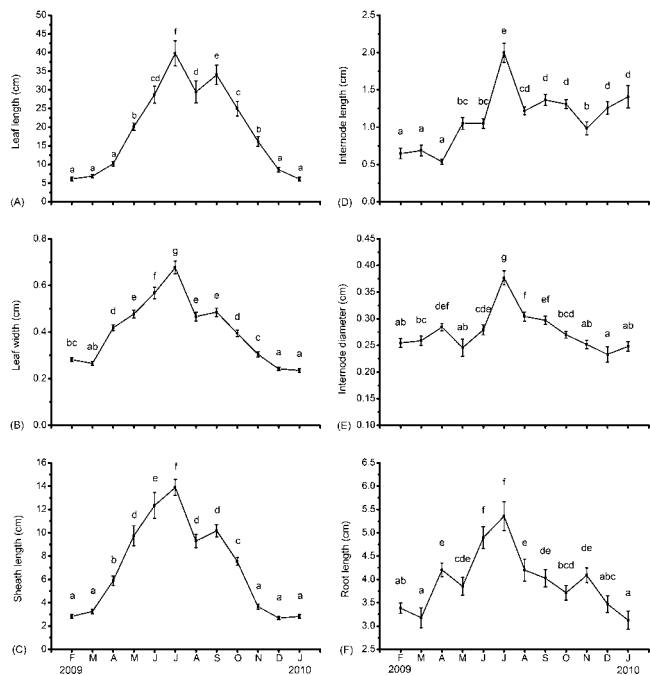 50
45
40
35
30
25
20
15
10
5
0
Leaf length (cm)
(A)
a a a b cd f d e c b a a
2.5
2.0
1.5
1.0
0.5
0.0
Internode length (cm)
(D)
a a a bc bc e cd d d b d d
0.8
0.6
0.4
0.2
0.0
Leaf width (cm)
(B)
bc ab d e f g e e d c a a
0.45
0.40
0.35
0.30
0.25
0.20
0.15
0.10
Internode diameter (cm)
(E)
ab bc def ab cde g f ef bcd ab a ab
16
14
12
10
8
6
4
2
0
Sheath length (cm)
(C)
a a b d e f d d c a a a
F M A M J J A S O N D J
2009 2010
6.5
6.0
5.5
5.0
4.5
4.0
3.5
3.0
2.5
Root length (cm)
(F)
ab a e cde f f e de bcd de abc a
F M A M J J A S O N D J
2009 2010